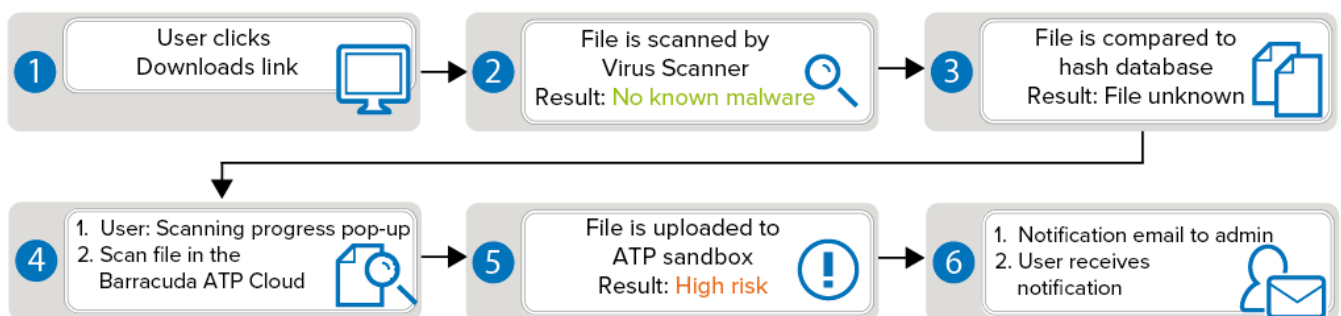 1
User clicks
Downloads link
2
File is scanned by
Virus Scanner
Result: No known malware
3
File is compared to
hash database
Result: File unknown
4
1. User: Scanning progress pop-up
2. Scan file in the
Barracuda ATP Cloud
5
File is uploaded to
ATP sandbox
Result: High risk
6
1. Notification email to admin
2. User receives
notification